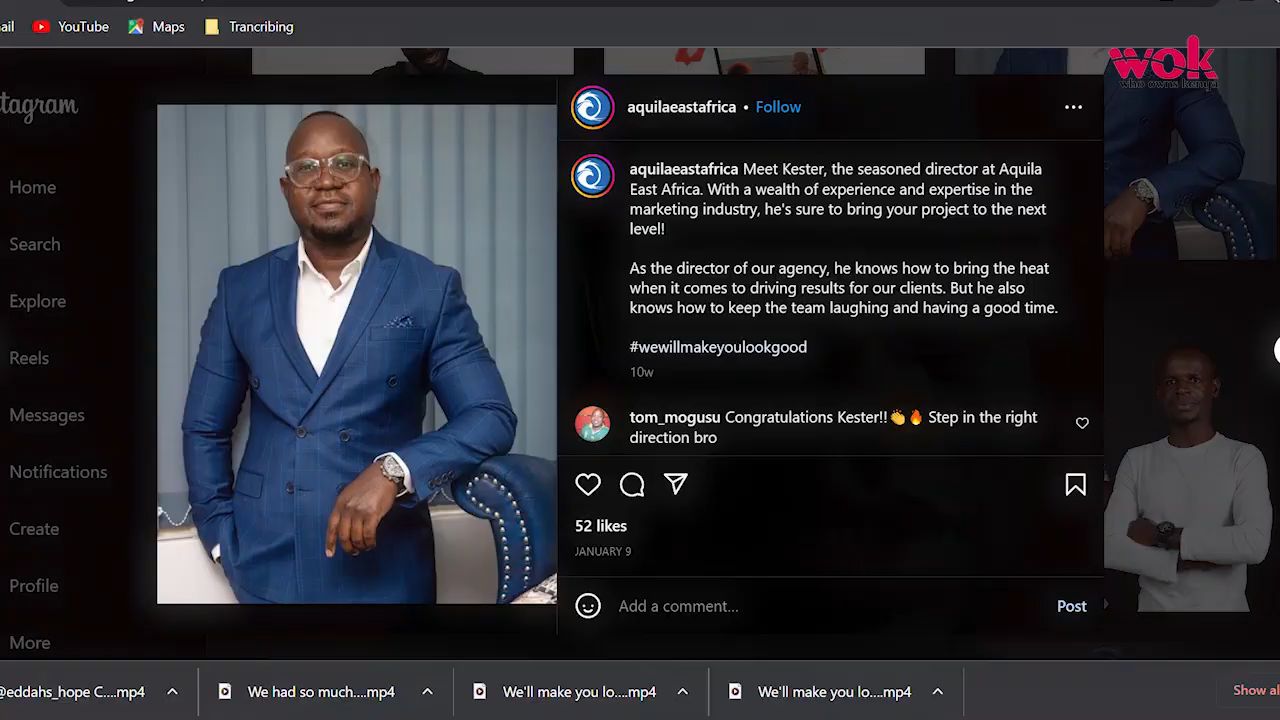 ail YouTube Maps Trancribing
wok
who owns kenya
stagram
aquilaeastafrica • Follow
Home
Search
Explore
Reels
Messages
Notifications
Create
Profile
More
aquilaeastafrica Meet Kester, the seasoned director at Aquila
East Africa. With a wealth of experience and expertise in the
marketing industry, he's sure to bring your project to the next
level!
As the director of our agency, he knows how to bring the heat
when it comes to driving results for our clients. But he also
knows how to keep the team laughing and having a good time.
#wewillmakeyoulookgood
10w
tom_mogusu Congratulations Kester!!👏🔥 Step in the right
direction bro
52 likes
JANUARY 9
Add a comment... Post
@eddahs_hope C....mp4 We had so much....mp4 We'll make you lo....mp4 We'll make you lo....mp4 Show al